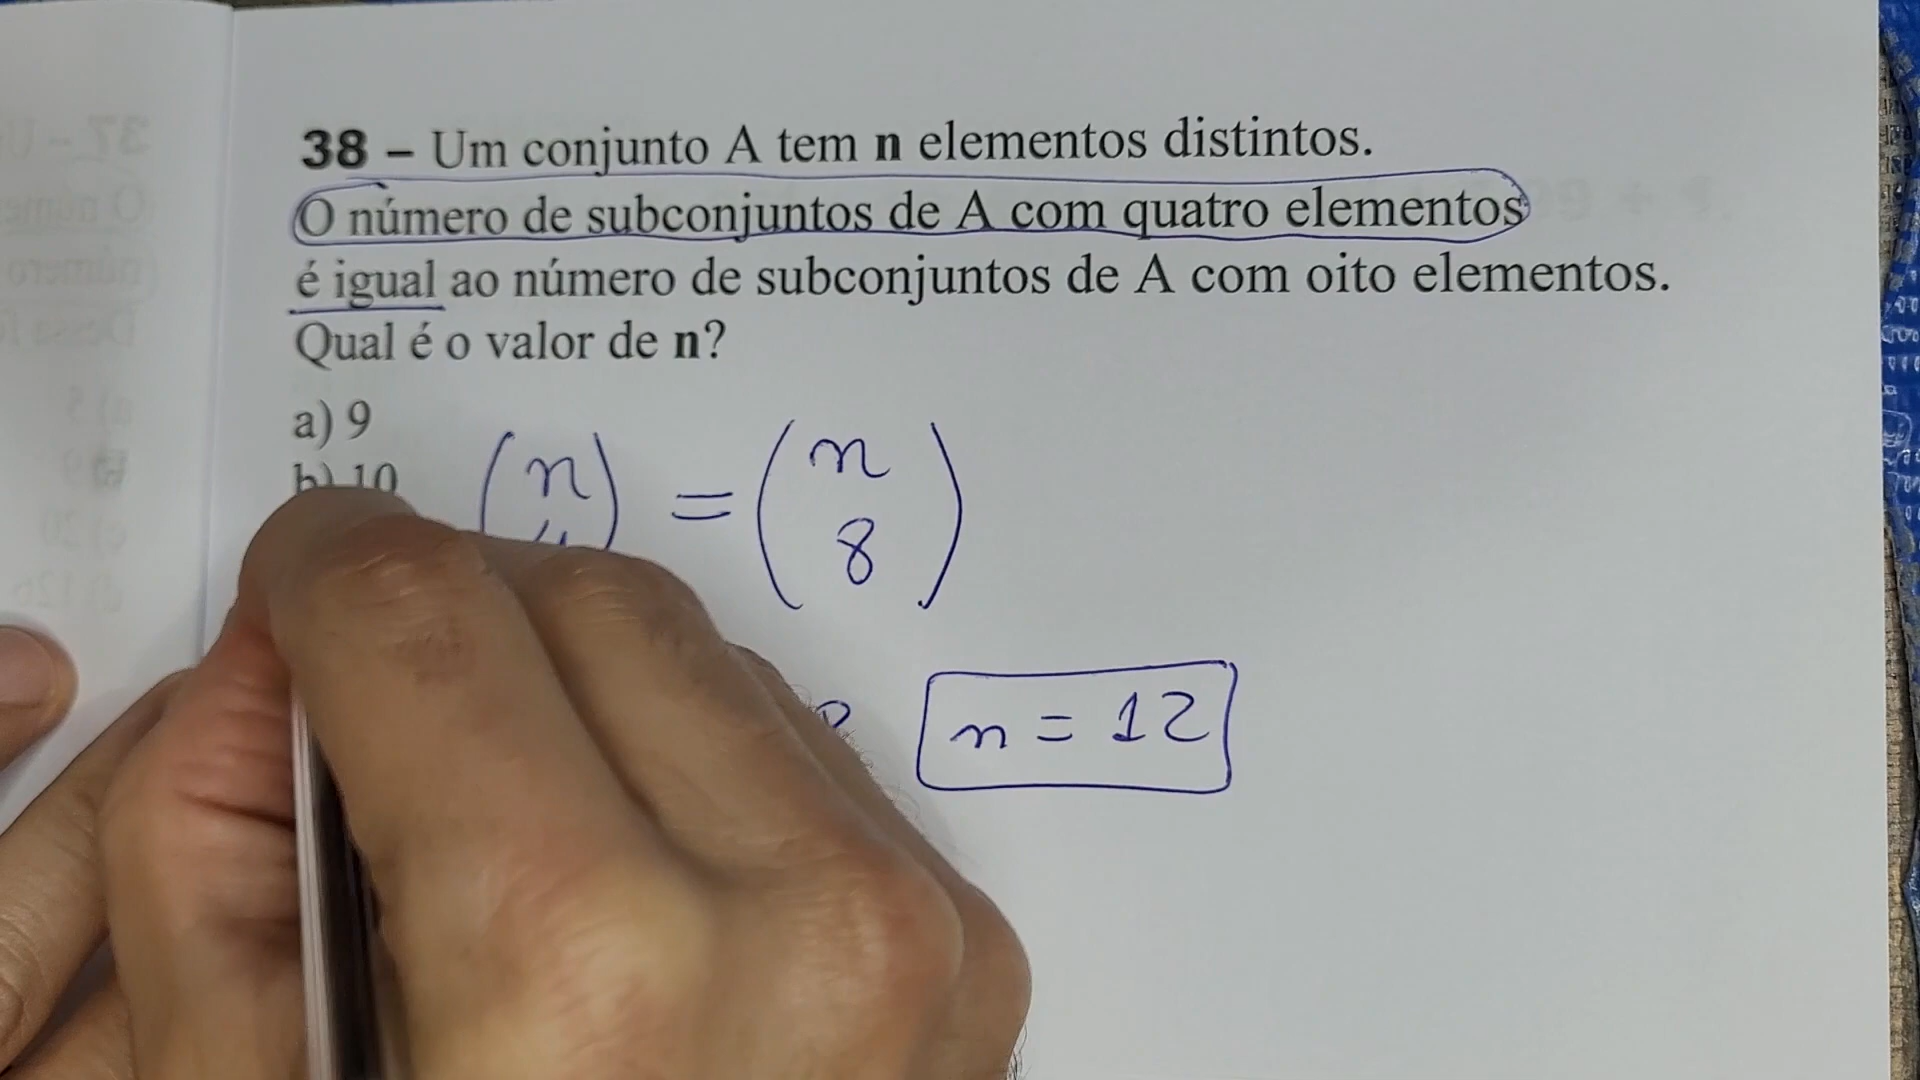 38 – Um conjunto A tem n elementos distintos.
O número de subconjuntos de A com quatro elementos
é igual ao número de subconjuntos de A com oito elementos.
Qual é o valor de n?
a) 9
b) 10
(n) = (n
8)
n = 12